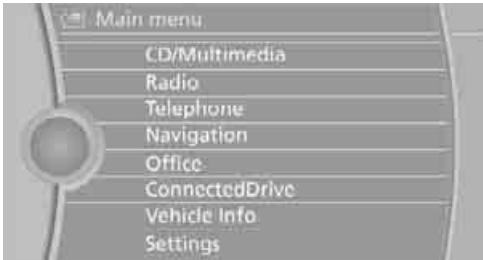 Main menu
CD/Multimedia
Radio
Telephone
Navigation
Office
ConnectedDrive
Vehicle Info
Settings